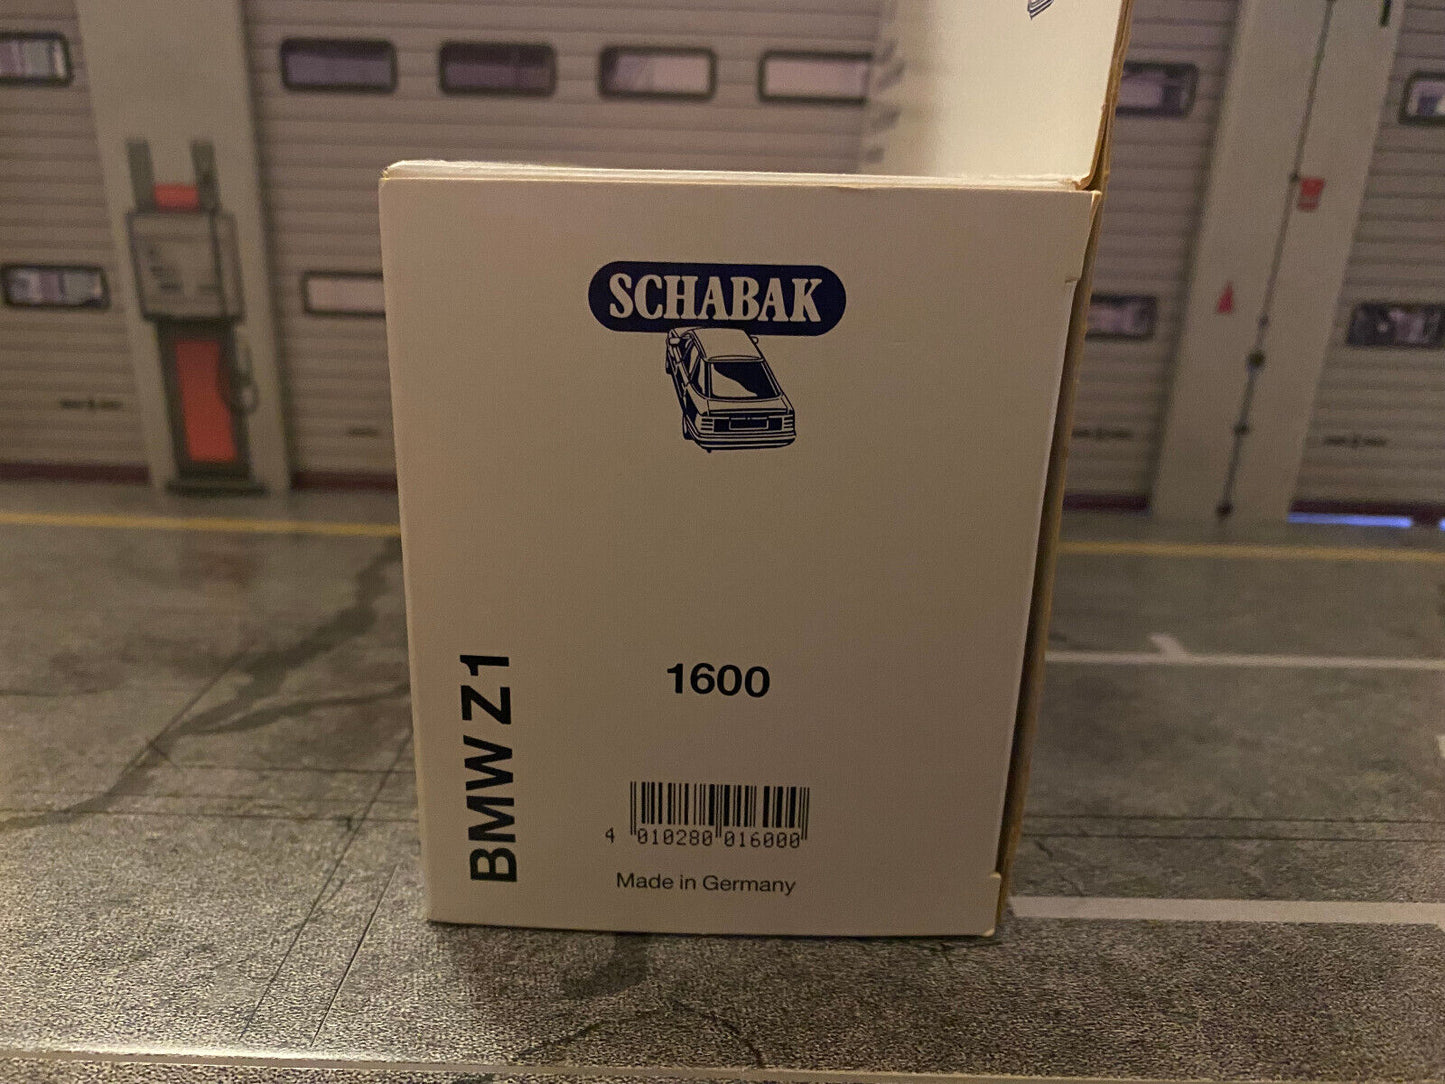 SCHABAK
1600
BMW Z1
4 010280 016000
Made in Germany